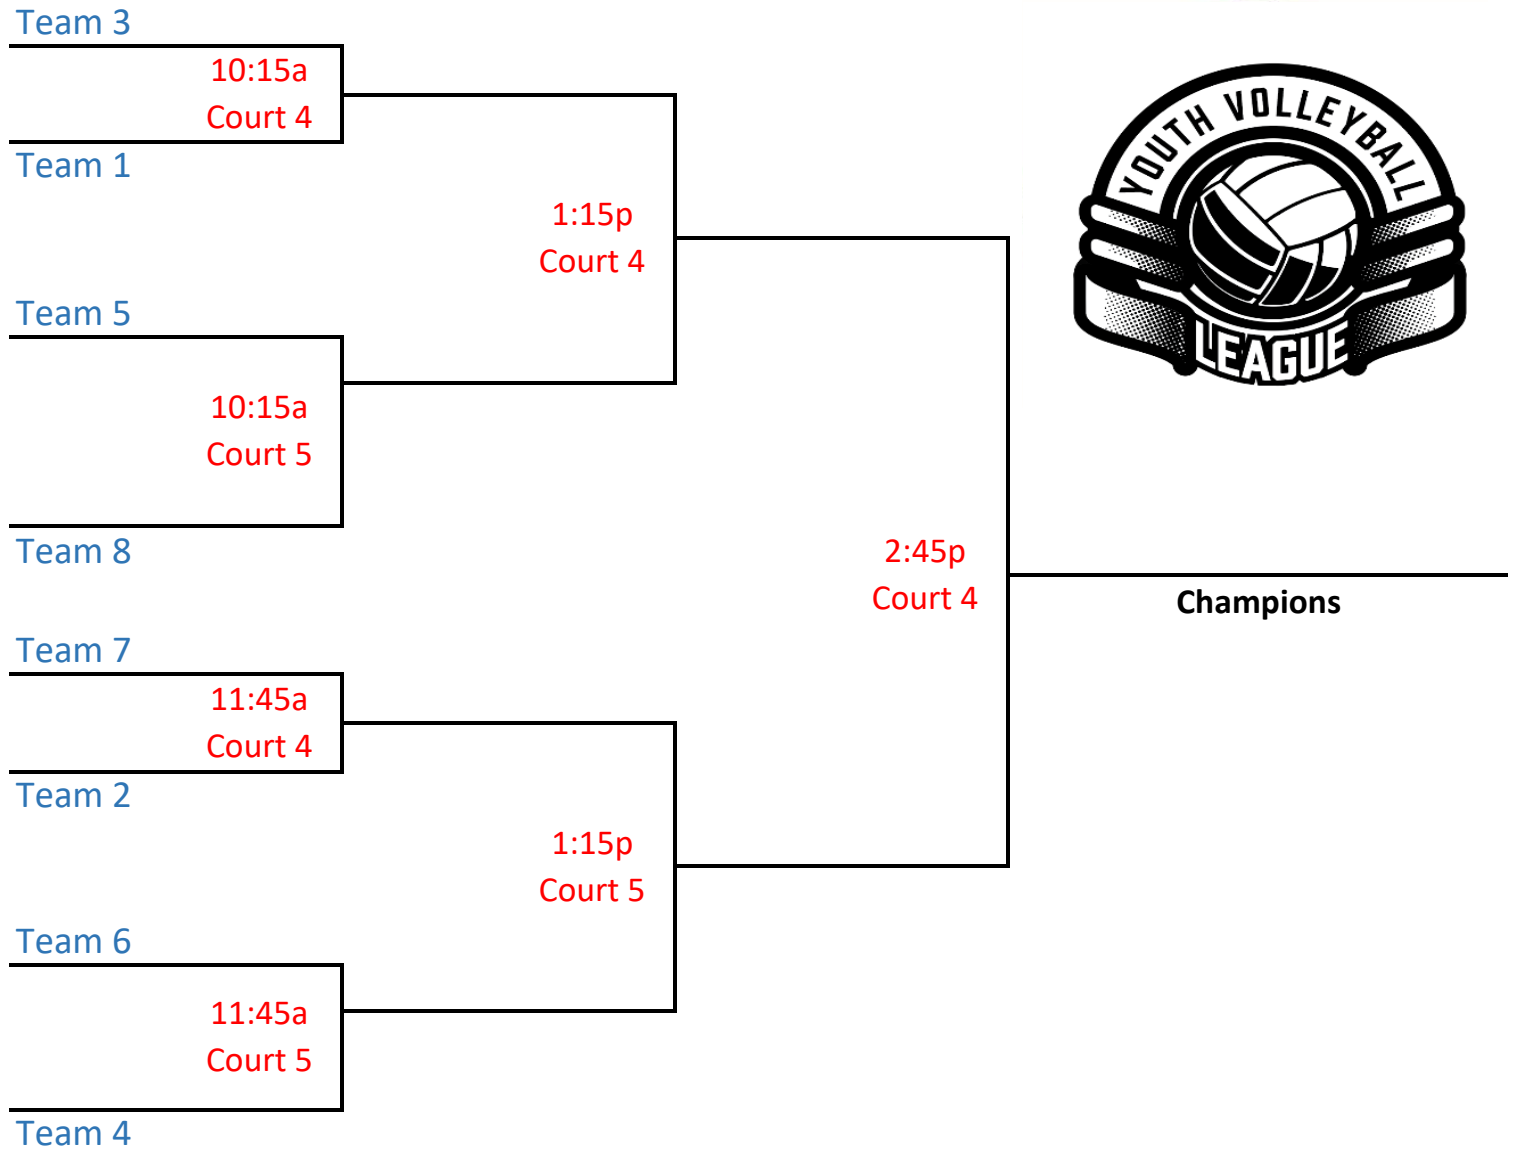 Team 3
10:15a
Court 4
Team 1
YOUTH VOLLEYBALL
LEAGUE
1:15p
Court 4
Team 5
10:15a
Court 5
Team 8
2:45p
Court 4
Champions
Team 7
11:45a
Court 4
Team 2
1:15p
Court 5
Team 6
11:45a
Court 5
Team 4